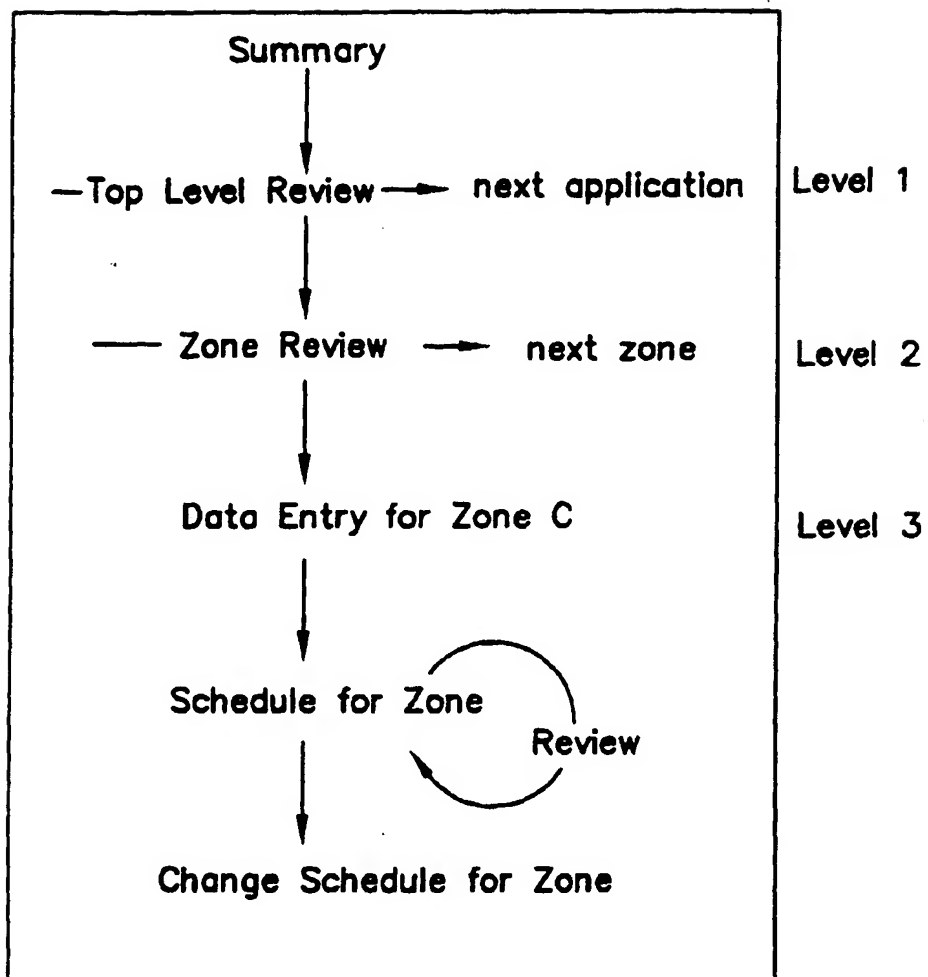 Summary
Top Level Review next application Level 1
Zone Review next zone Level 2
Data Entry for Zone C Level 3
Schedule for Zone
Review
Change Schedule for Zone